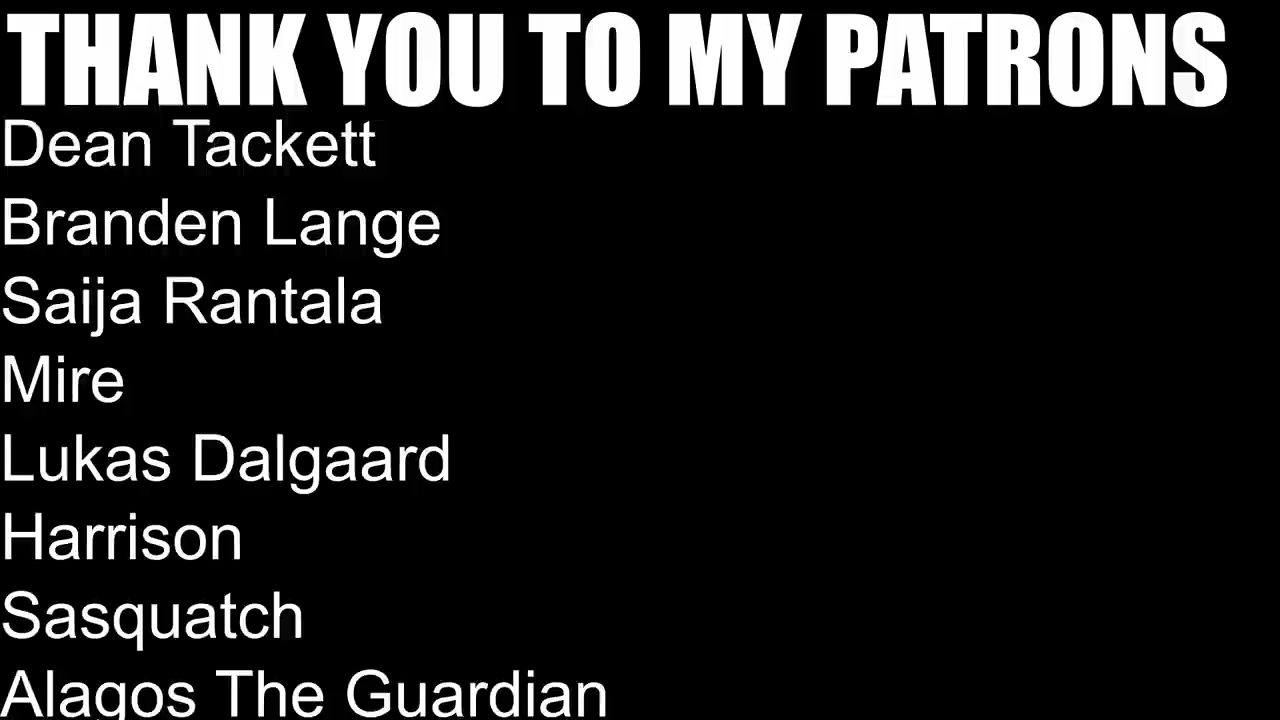 THANK YOU TO MY PATRONS
Dean Tackett
Branden Lange
Saija Rantala
Mire
Lukas Dalgaard
Harrison
Sasquatch
Alagos The Guardian